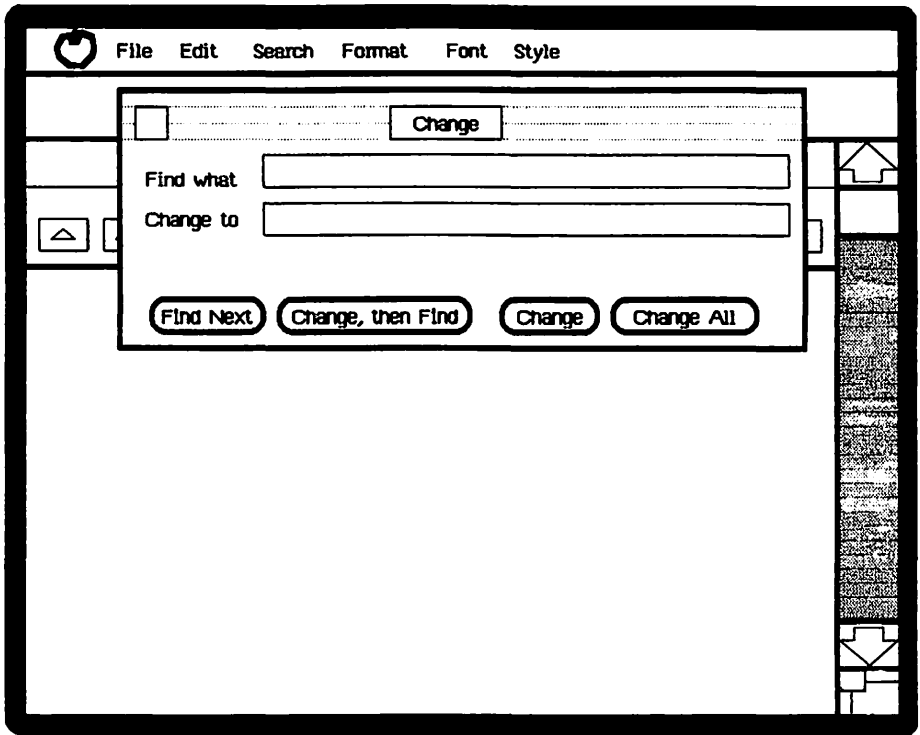 File Edit Search Format Font Style
Change
Find what
Change to
Find Next Change, then Find Change Change All